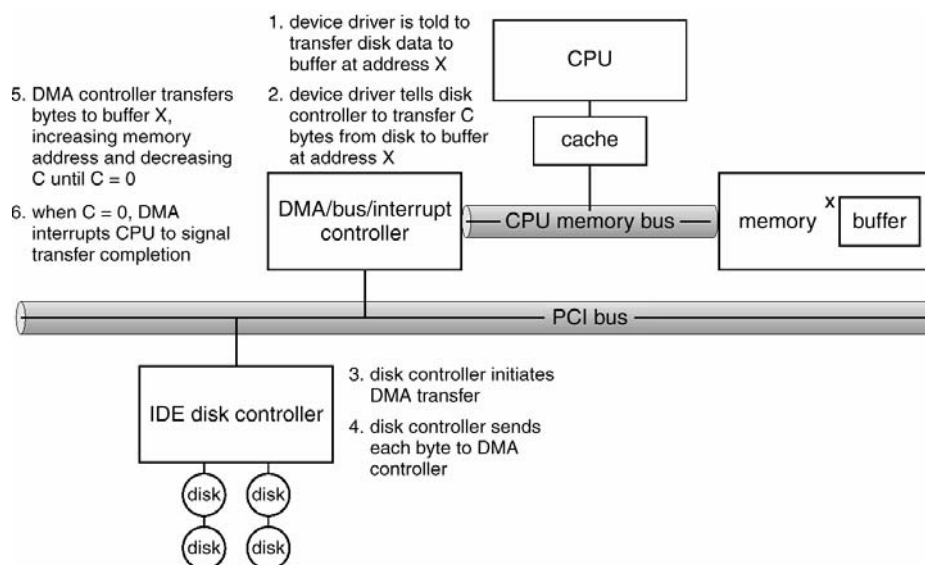 1. device driver is told to
transfer disk data to
buffer at address X
2. device driver tells disk
controller to transfer C
bytes from disk to buffer
at address X
5. DMA controller transfers
bytes to buffer X,
increasing memory
address and decreasing
C until C = 0
6. when C = 0, DMA
interrupts CPU to signal
transfer completion
CPU
cache
DMA/bus/interrupt
controller
CPU memory bus
memory
x
buffer
PCI bus
IDE disk controller
3. disk controller initiates
DMA transfer
4. disk controller sends
each byte to DMA
controller
disk
disk
disk
disk